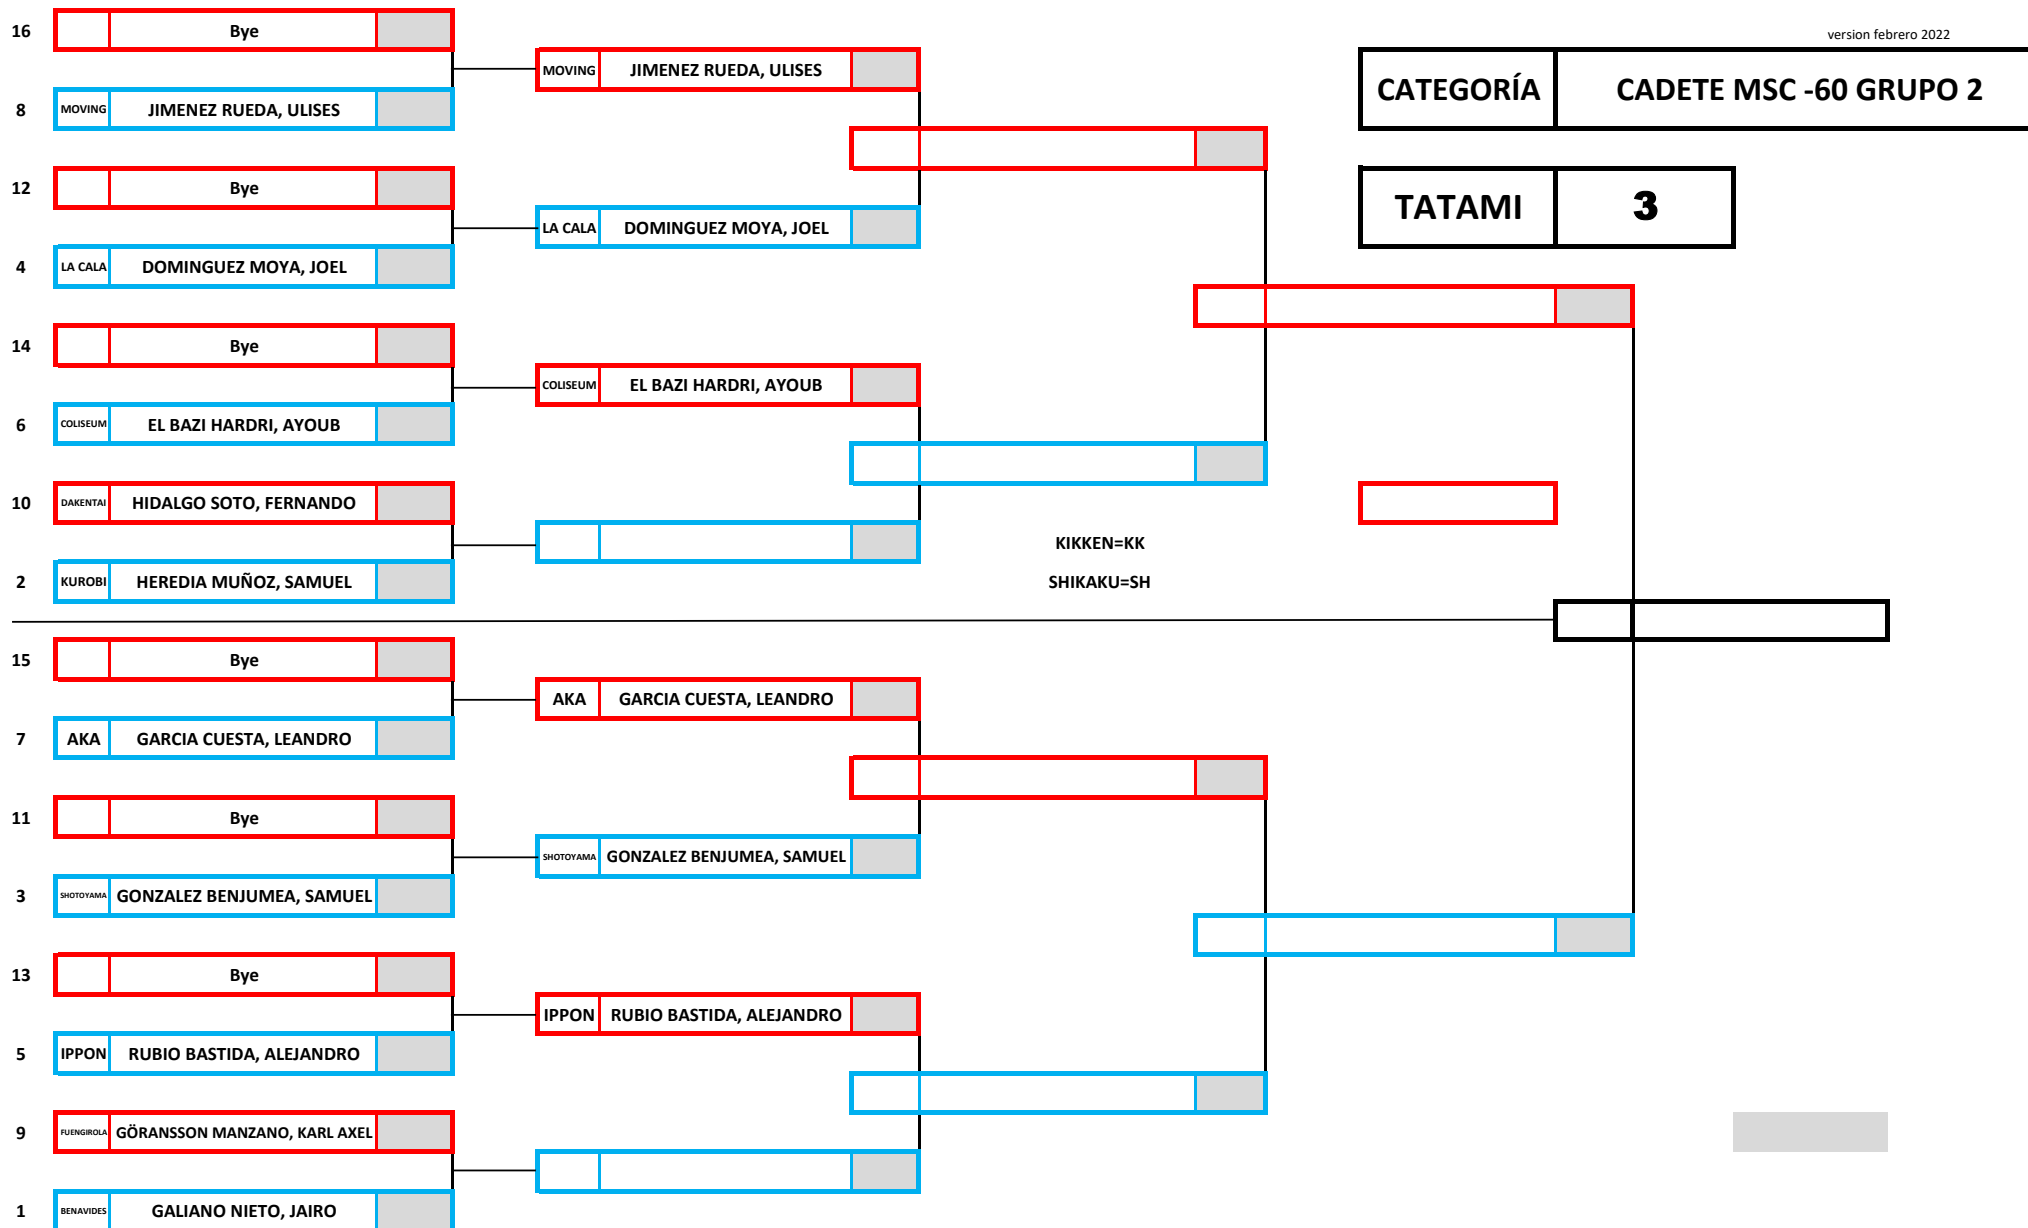 version febrero 2022
CATEGORÍA CADETE MSC -60 GRUPO 2
TATAMI 3
16 Bye
MOVING JIMENEZ RUEDA, ULISES
8 MOVING JIMENEZ RUEDA, ULISES
12 Bye
LA CALA DOMINGUEZ MOYA, JOEL
4 LA CALA DOMINGUEZ MOYA, JOEL
14 Bye
COLISEUM EL BAZI HARDRI, AYOUB
6 COLISEUM EL BAZI HARDRI, AYOUB
10 DAKENTAI HIDALGO SOTO, FERNANDO
KIKKEN=KK
2 KUROBI HEREDIA MUÑOZ, SAMUEL
SHIKAKU=SH
15 Bye
AKA GARCIA CUESTA, LEANDRO
7 AKA GARCIA CUESTA, LEANDRO
11 Bye
SHOTOYAMA GONZALEZ BENJUMEA, SAMUEL
3 SHOTOYAMA GONZALEZ BENJUMEA, SAMUEL
13 Bye
IPPON RUBIO BASTIDA, ALEJANDRO
5 IPPON RUBIO BASTIDA, ALEJANDRO
9 FUENGIROLA GÖRANSSON MANZANO, KARL AXEL
1 BENAVIDES GALIANO NIETO, JAIRO